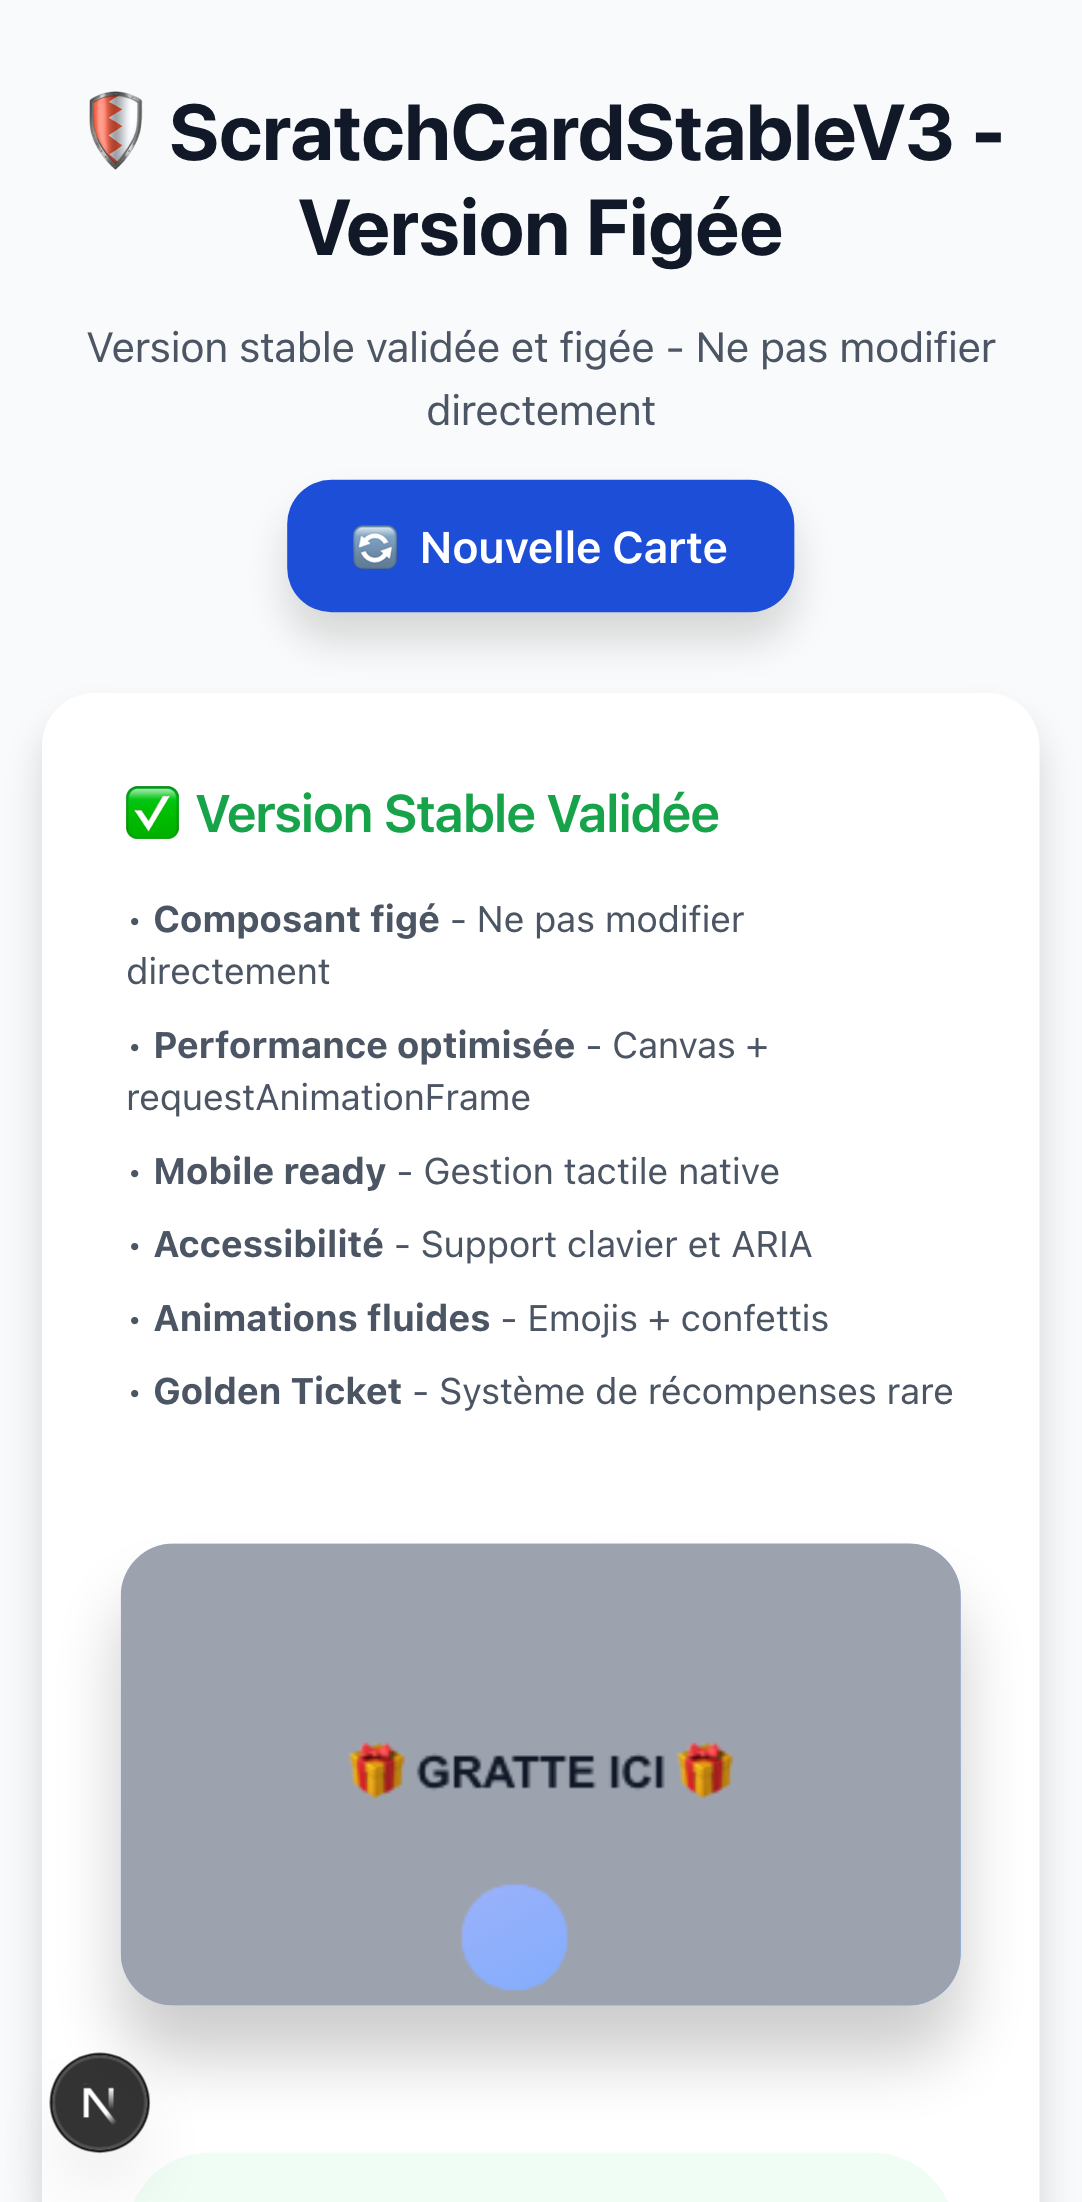 🛡️ ScratchCardStableV3 -
Version Figée
Version stable validée et figée - Ne pas modifier
directement
🔄 Nouvelle Carte
✅ Version Stable Validée
• Composant figé - Ne pas modifier
directement
• Performance optimisée - Canvas +
requestAnimationFrame
• Mobile ready - Gestion tactile native
• Accessibilité - Support clavier et ARIA
• Animations fluides - Emojis + confettis
• Golden Ticket - Système de récompenses rare
🎁 GRATTE ICI 🎁
N